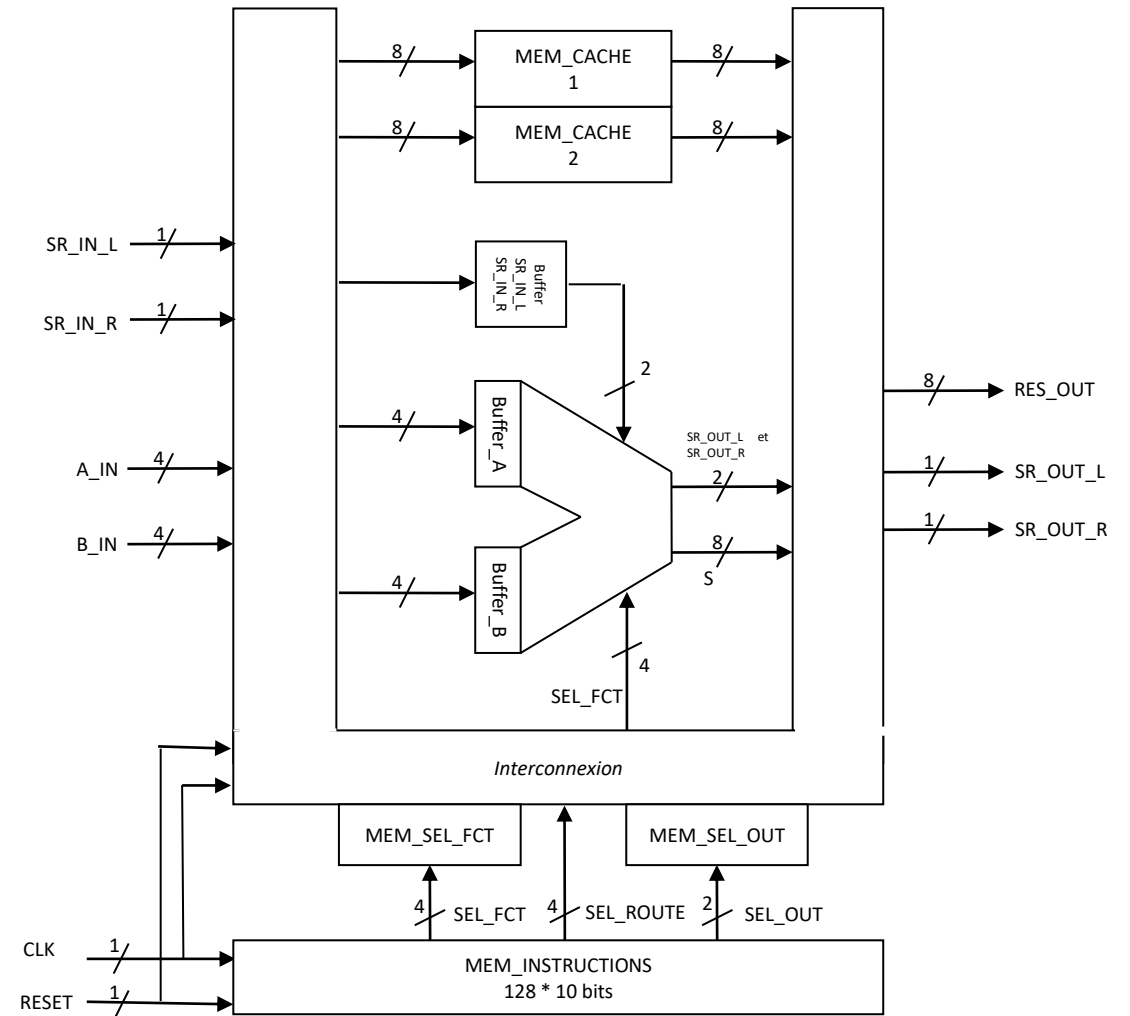 8
MEM_CACHE
1
8
8
MEM_CACHE
2
8
SR_IN_L
1
SR_IN_R
1
Buffer
SR_IN_L
SR_IN_R
2
A_IN
4
B_IN
4
4
Buffer_A
4
Buffer_B
SR_OUT_L et
SR_OUT_R
2
8
S
4
SEL_FCT
8
RES_OUT
1
SR_OUT_L
1
SR_OUT_R
Interconnexion
MEM_SEL_FCT
MEM_SEL_OUT
4
SEL_FCT
4
SEL_ROUTE
2
SEL_OUT
CLK
1
RESET
1
MEM_INSTRUCTIONS
128 * 10 bits